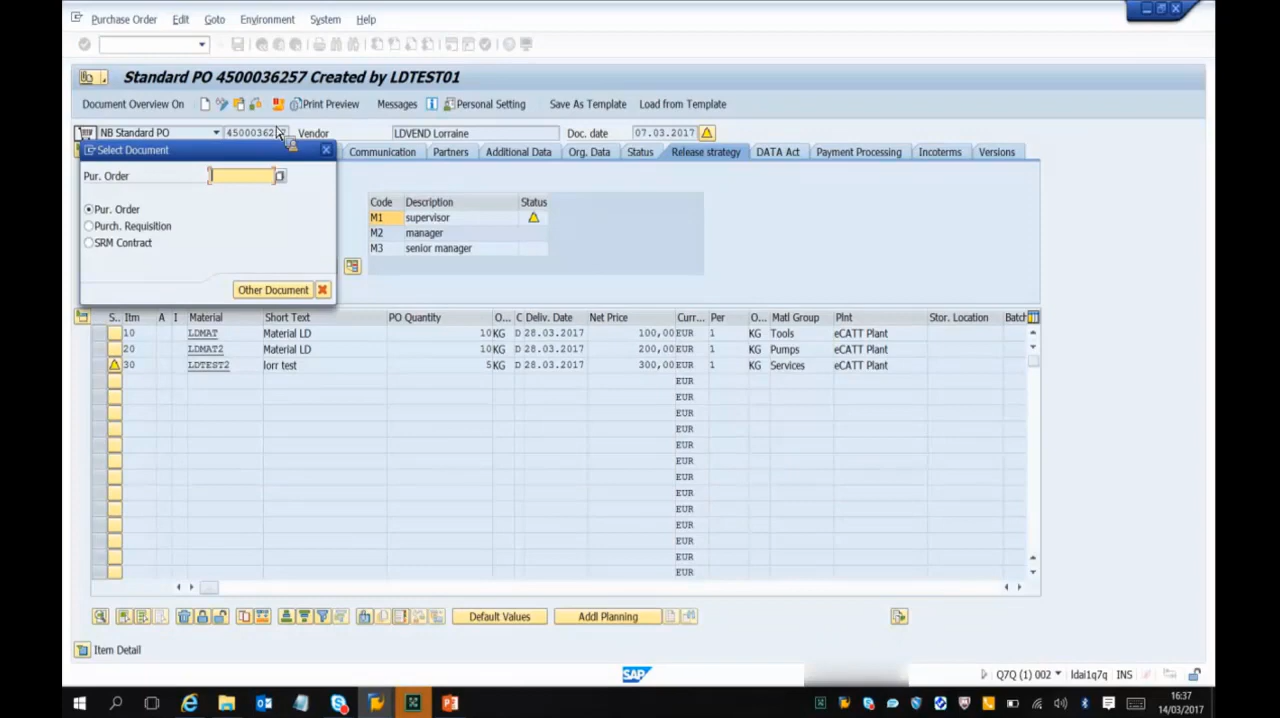 Purchase Order Edit Goto Environment System Help
Standard PO 4500036257 Created by LDTEST01
Document Overview On Print Preview Messages Personal Setting Save As Template Load from Template
NB Standard PO Vendor LDVEND Lorraine Doc. date 07.03.2017
Select Document
Communication Partners Additional Data Org. Data Status Release strategy DATA Act Payment Processing Incoterms Versions
Pur. Order
Pur. Order
Purch. Requisition
SRM Contract
Other Document
Code Description Status
M1 supervisor
M2 manager
M3 senior manager
S.. Itm A I Material Short Text PO Quantity O... C Deliv. Date Net Price Curr... Per O... Matl Group Plnt Stor. Location Batch
10 LDMAT Material LD 10 KG D 28.03.2017 100,00 EUR 1 KG Tools eCATT Plant
20 LDMAT2 Material LD 10 KG D 28.03.2017 200,00 EUR 1 KG Pumps eCATT Plant
30 LDTEST2 lorr test 5 KG D 28.03.2017 300,00 EUR 1 KG Services eCATT Plant
EUR
EUR
EUR
EUR
EUR
EUR
EUR
EUR
EUR
EUR
EUR
EUR
EUR
Default Values Addl Planning
Item Detail
SAP
Q7Q (1) 002 ldai1q7q INS
16:37
14/03/2017